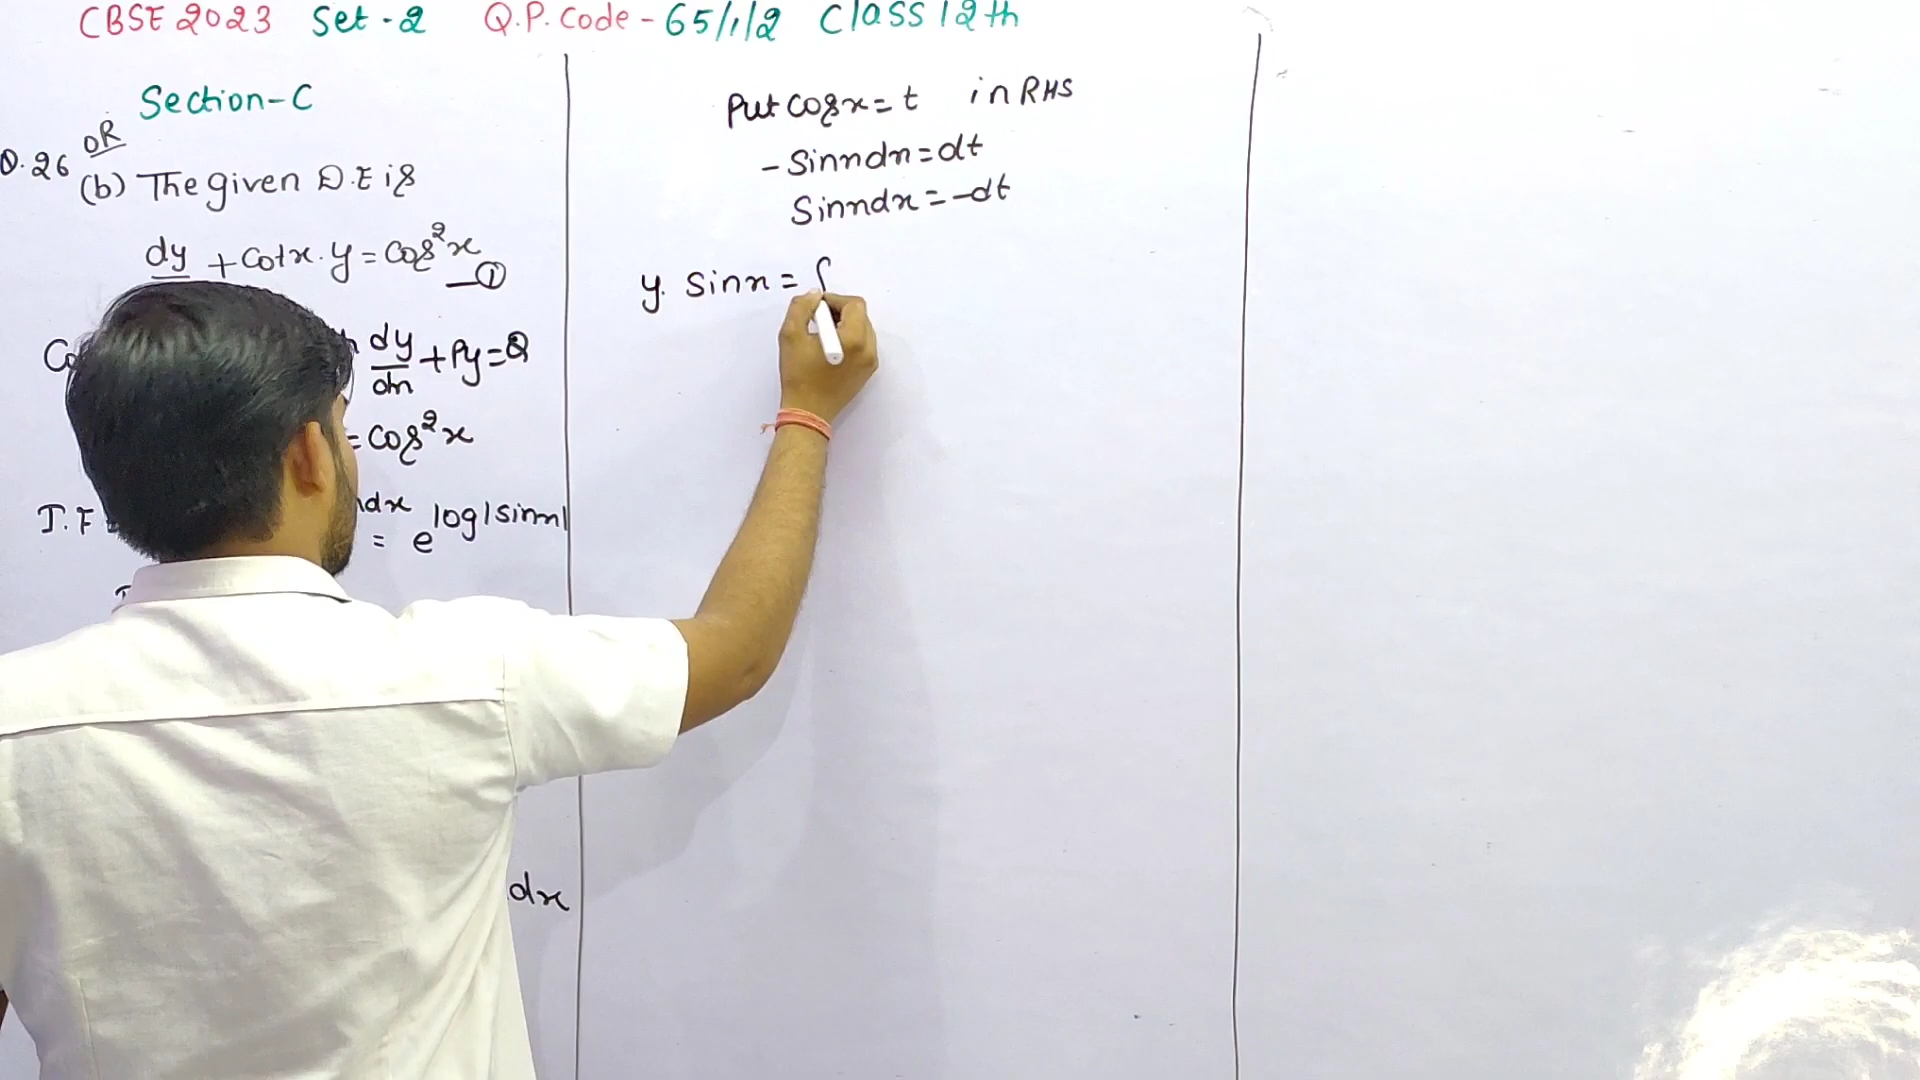 CBSE 2023 Set-2 Q.P. Code - 65/1/2 Class 12th
Section-C
OR
Q.26 (b) The given D.E is
dy + cotx.y = cos²x —①
dy/dx + Py = Q
= cos²x
I.F dx = e^log|sinx|
dx
Put cosx = t in RHS
-sinxdx = dt
sinxdx = -dt
y. sinx = ∫